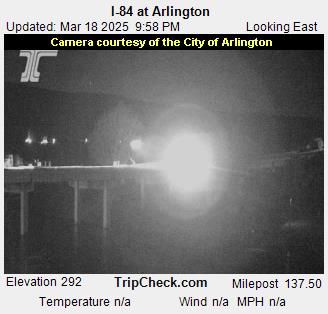 I-84 at Arlington
Updated: Mar 18 2025 9:58 PM Looking East
Camera courtesy of the City of Arlington
Elevation 292 TripCheck.com Milepost 137.50
Temperature n/a Wind n/a MPH n/a